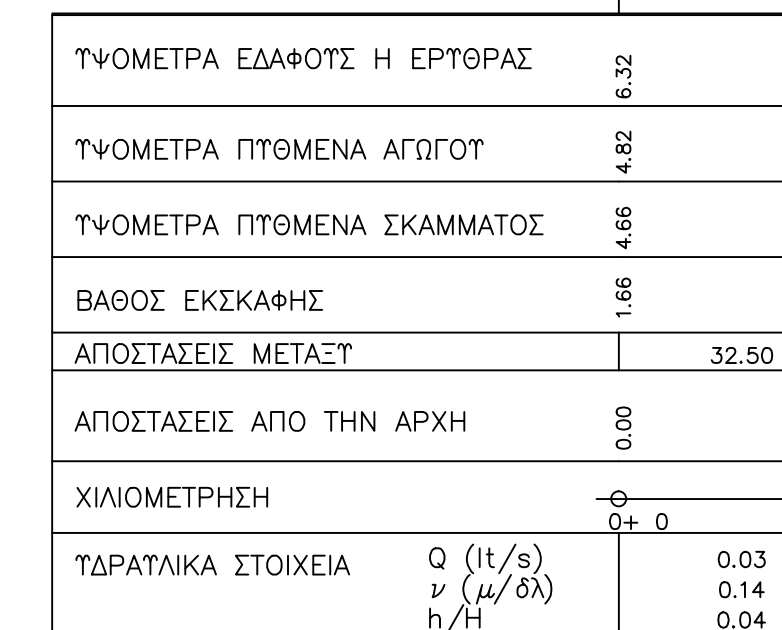 ΥΨΟΜΕΤΡΑ ΕΔΑΦΟΥΣ Η ΕΡΥΘΡΑΣ 6.32
ΥΨΟΜΕΤΡΑ ΠΥΘΜΕΝΑ ΑΓΩΓΟΥ 4.82
ΥΨΟΜΕΤΡΑ ΠΥΘΜΕΝΑ ΣΚΑΜΜΑΤΟΣ 4.66
ΒΑΘΟΣ ΕΚΣΚΑΦΗΣ 1.66
ΑΠΟΣΤΑΣΕΙΣ ΜΕΤΑΞΥ 32.50
ΑΠΟΣΤΑΣΕΙΣ ΑΠΟ ΤΗΝ ΑΡΧΗ 0.00
ΧΙΛΙΟΜΕΤΡΗΣΗ
0+ 0
ΥΔΡΑΥΛΙΚΑ ΣΤΟΙΧΕΙΑ Q (lt/s) 0.03
ν (μ/δλ) 0.14
h/H 0.04